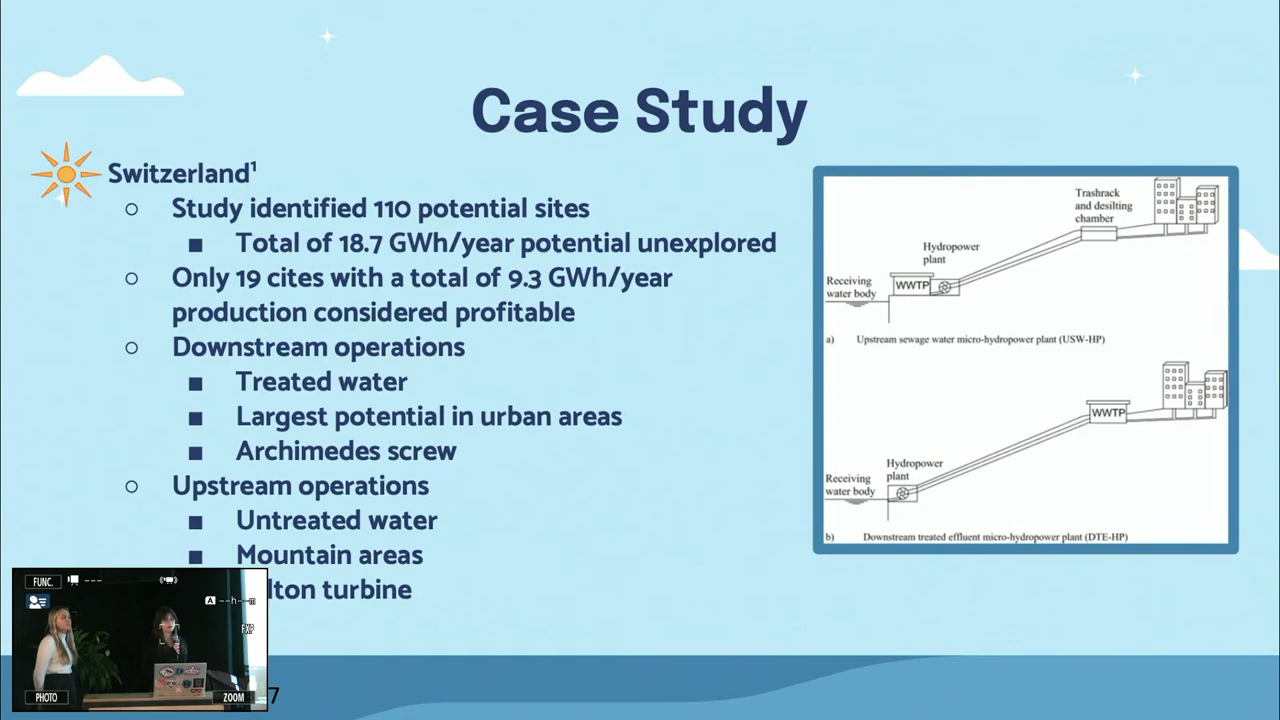 Case Study
Switzerland¹
○ Study identified 110 potential sites
■ Total of 18.7 GWh/year potential unexplored
○ Only 19 cites with a total of 9.3 GWh/year
production considered profitable
○ Downstream operations
■ Treated water
■ Largest potential in urban areas
■ Archimedes screw
○ Upstream operations
■ Untreated water
■ Mountain areas
lton turbine
Trashrack
and desilting
chamber
Hydropower
plant
WWTP
Receiving
water body
a) Upstream sewage water micro-hydropower plant (USW-HP)
WWTP
Hydropower
plant
Receiving
water body
b) Downstream treated effluent micro-hydropower plant (DTE-HP)
FUNC.
---
A --h--m
PHOTO
ZOOM
7